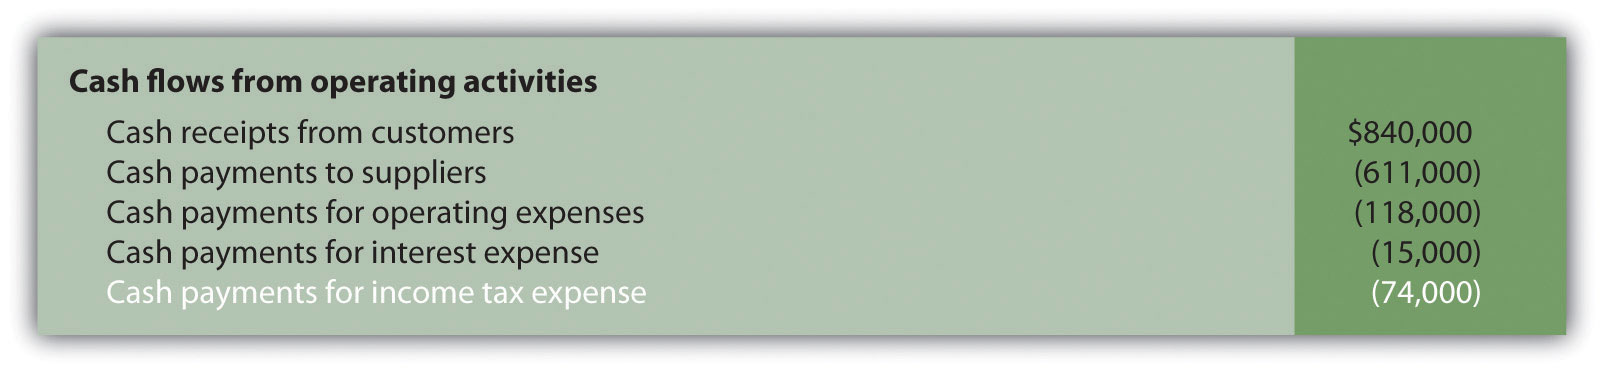 Cash flows from operating activities
Cash receipts from customers $840,000
Cash payments to suppliers (611,000)
Cash payments for operating expenses (118,000)
Cash payments for interest expense (15,000)
Cash payments for income tax expense (74,000)